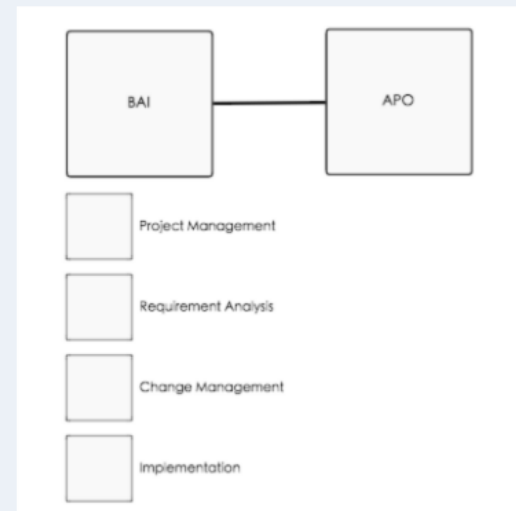 BAI
APO
Project Management
Requirement Analysis
Change Management
Implementation